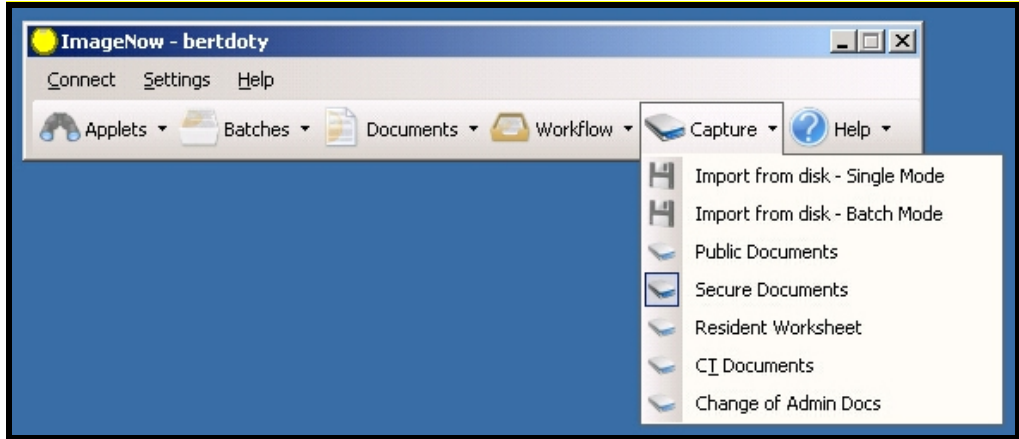 ImageNow - bertdoty
Connect Settings Help
Applets Batches Documents Workflow Capture Help
Import from disk - Single Mode
Import from disk - Batch Mode
Public Documents
Secure Documents
Resident Worksheet
CI Documents
Change of Admin Docs